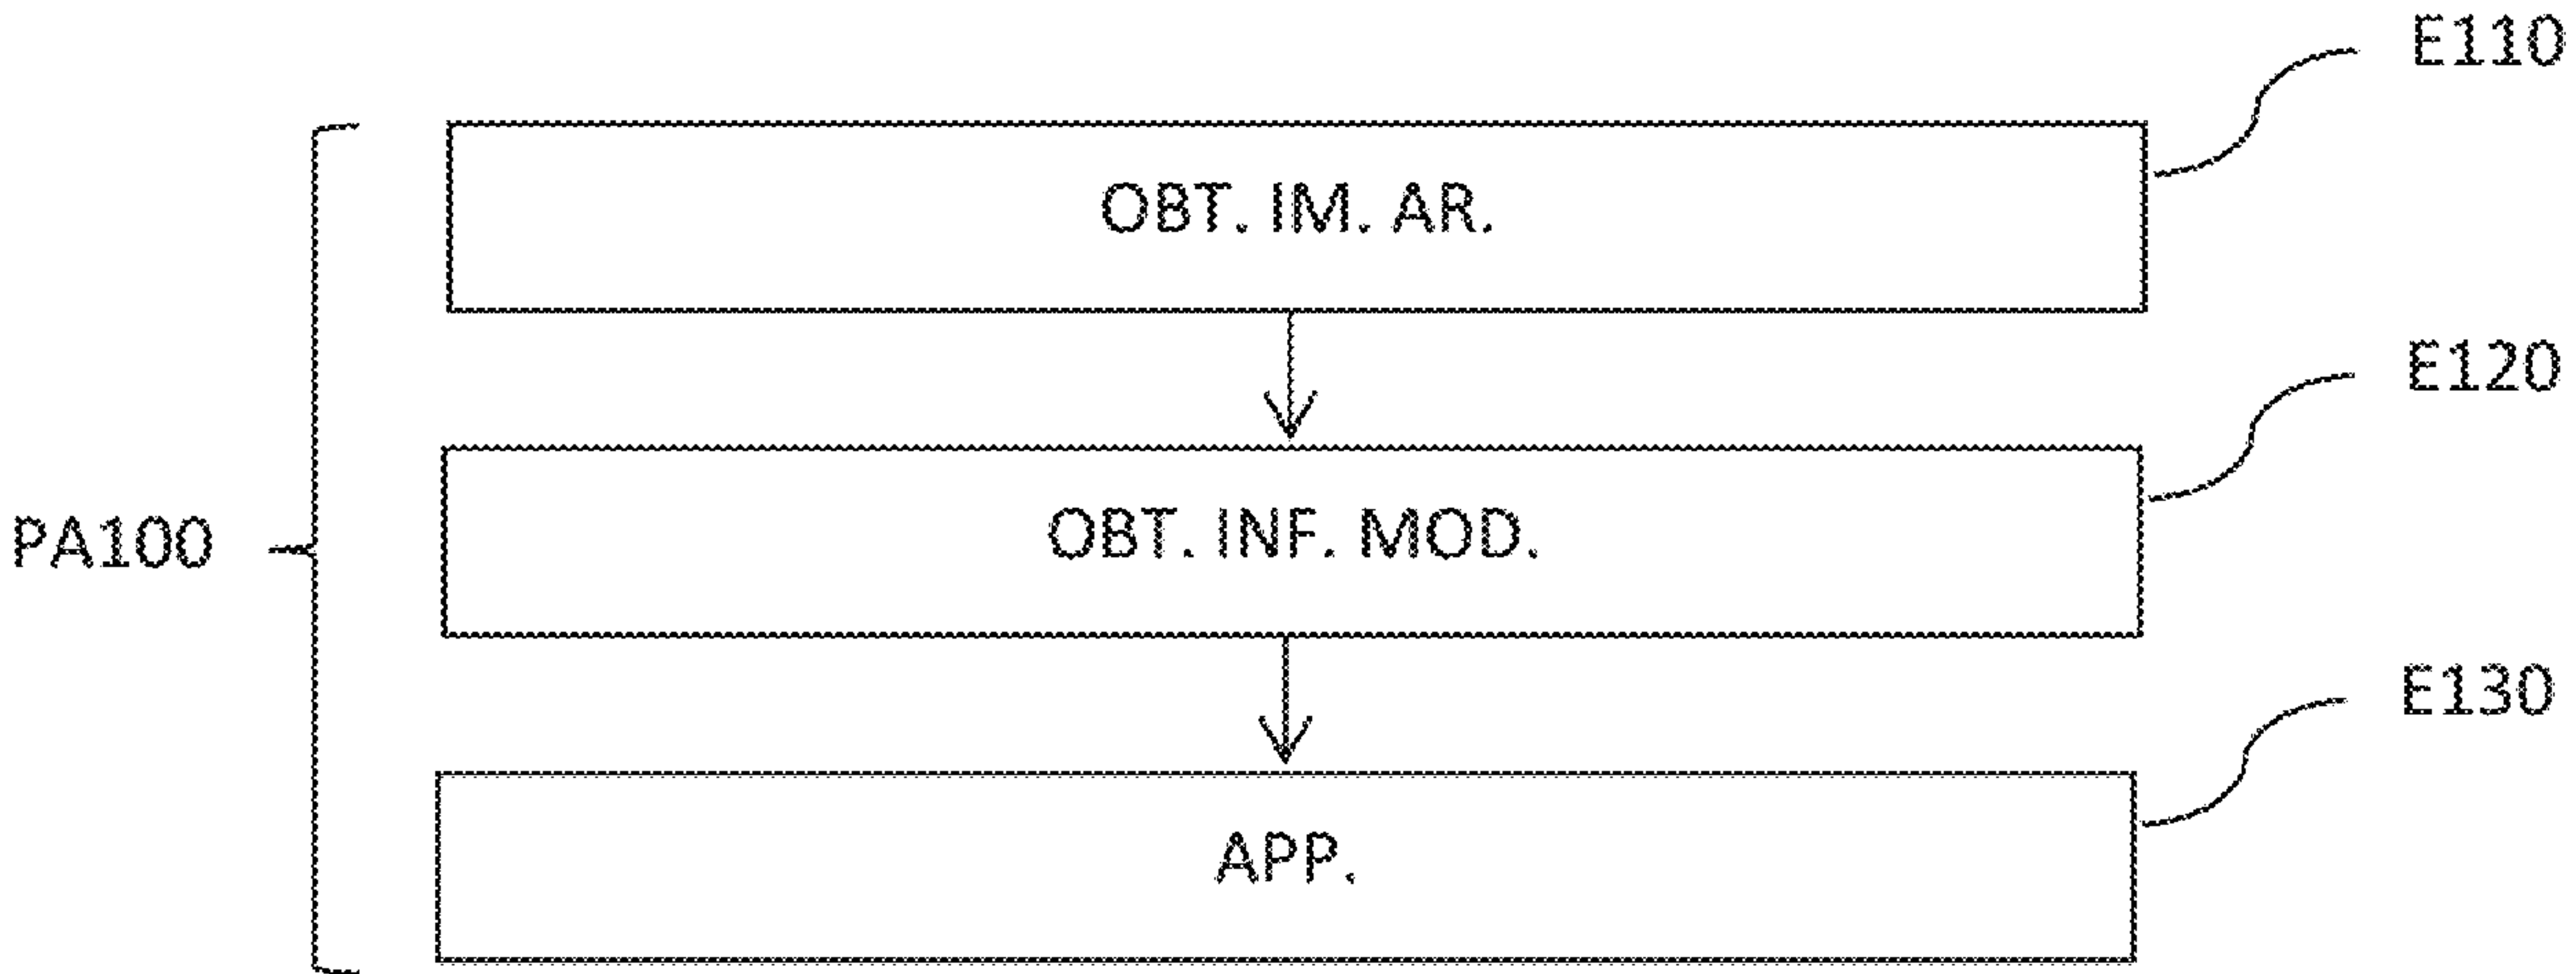 E110
OBT. IM. AR.
E120
OBT. INF. MOD.
PA100
E130
APP.